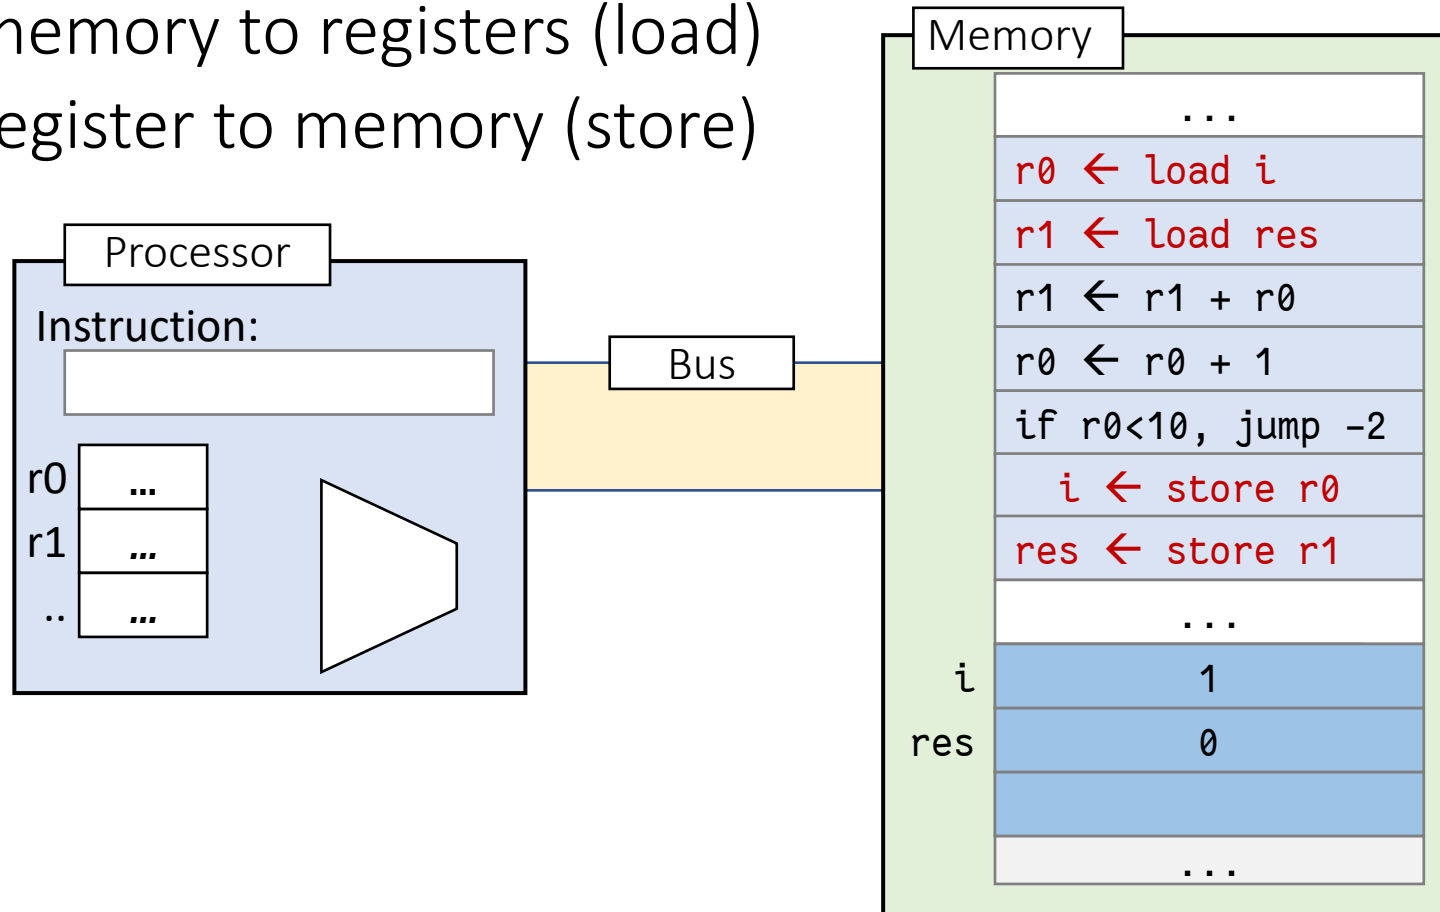 memory to registers (load)
egister to memory (store)
Processor
Instruction:
r0 ...
r1 ...
.. ...
Bus
Memory
...
r0 ← load i
r1 ← load res
r1 ← r1 + r0
r0 ← r0 + 1
if r0<10, jump -2
i ← store r0
res ← store r1
...
i 1
res 0
...